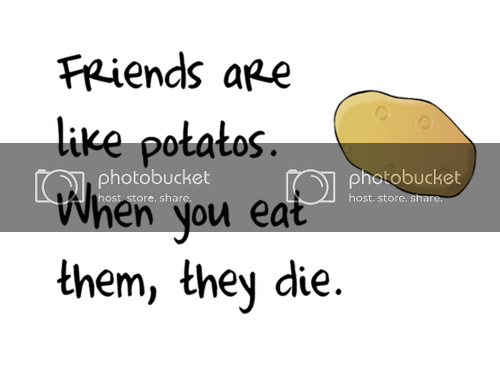 Friends are
like potatos.
photobucket photobucket
host. store. share. host. store. share.
When you eat
them, they die.